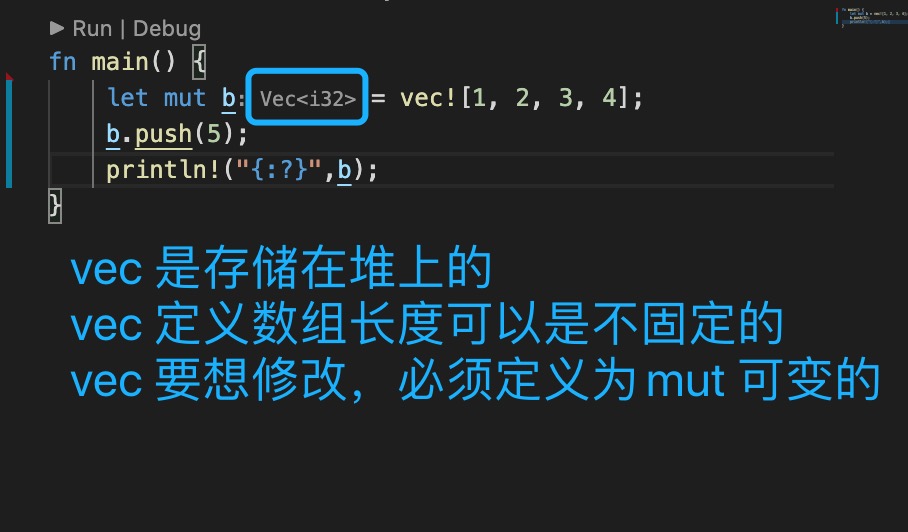 ▶ Run | Debug
fn main() {
let mut b: Vec<i32> = vec![1, 2, 3, 4];
b.push(5);
println!("{:?}",b);
}
vec 是存储在堆上的
vec 定义数组长度可以是不固定的
vec 要想修改，必须定义为 mut 可变的